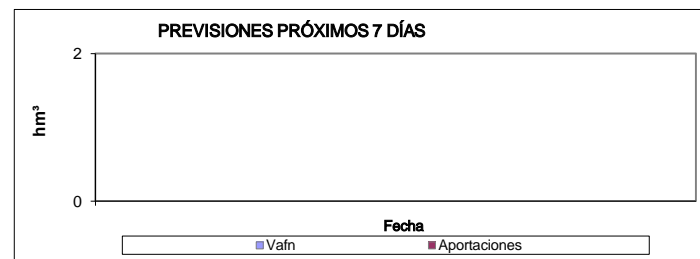 PREVISIONES PRÓXIMOS 7 DÍAS
2
hm³
0
Fecha
Vafn Aportaciones